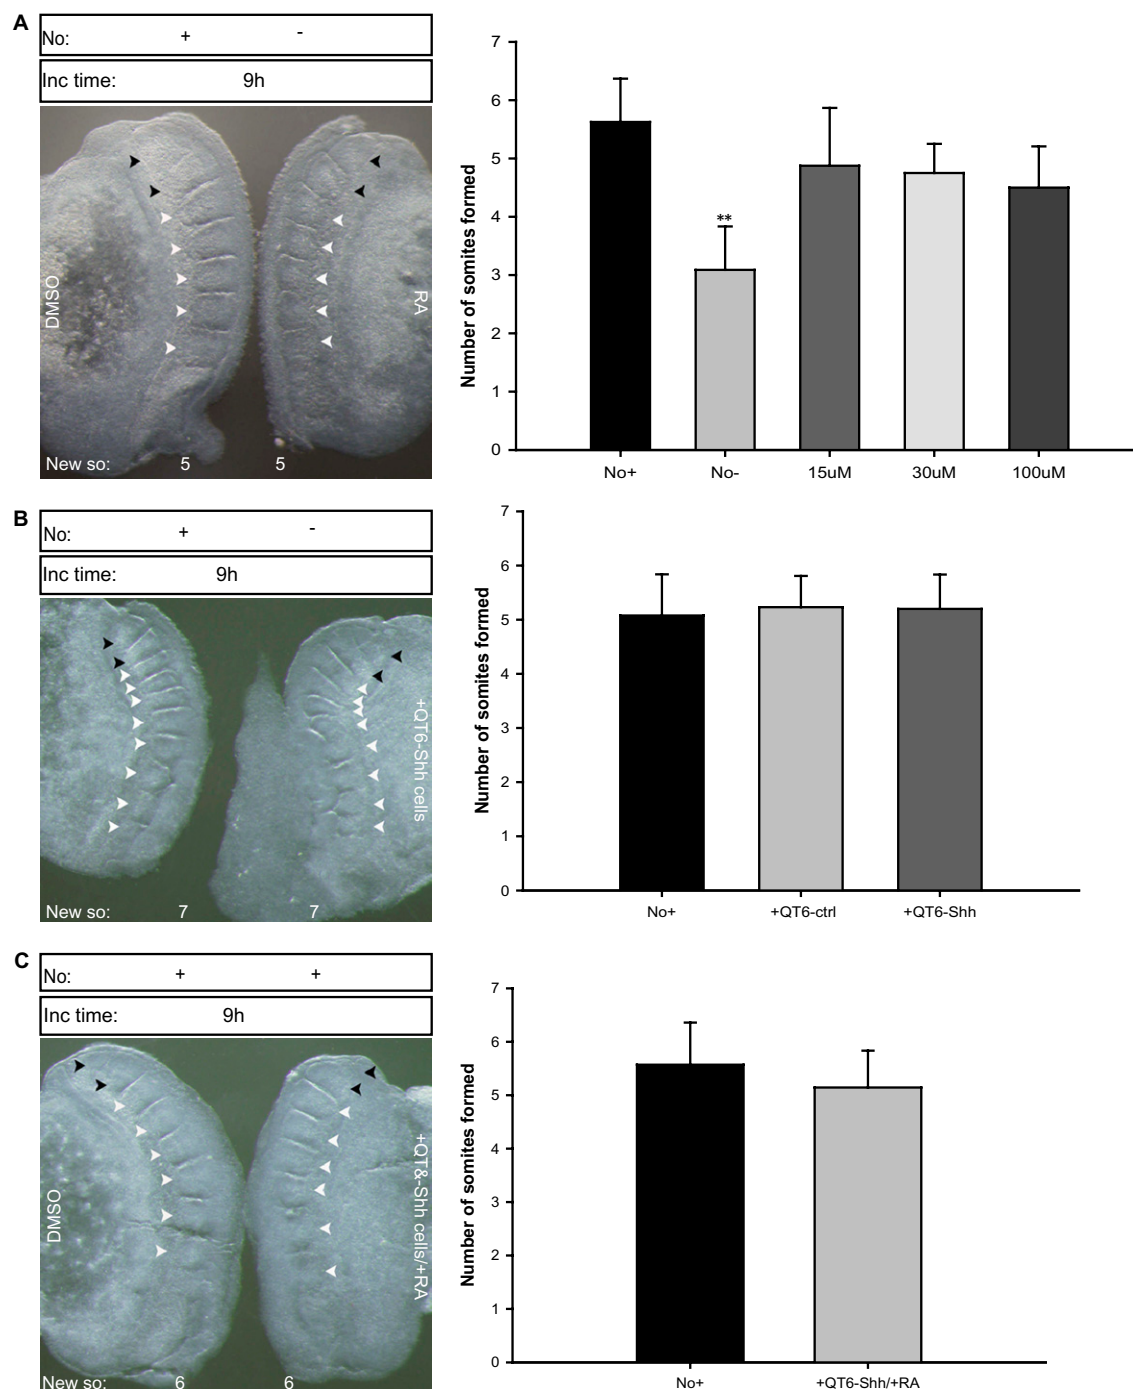 A
No: + -
Inc time: 9h
DMSO
RA
New so: 5 5
Number of somites formed
7
6
5
4
3
2
1
0
**
No+ No- 15uM 30uM 100uM
B
No: + -
Inc time: 9h
+QT6-Shh cells
New so: 7 7
Number of somites formed
7
6
5
4
3
2
1
0
No+ +QT6-ctrl +QT6-Shh
C
No: + +
Inc time: 9h
DMSO
+QT&-Shh cells/+RA
New so: 6 6
Number of somites formed
7
6
5
4
3
2
1
0
No+ +QT6-Shh/+RA